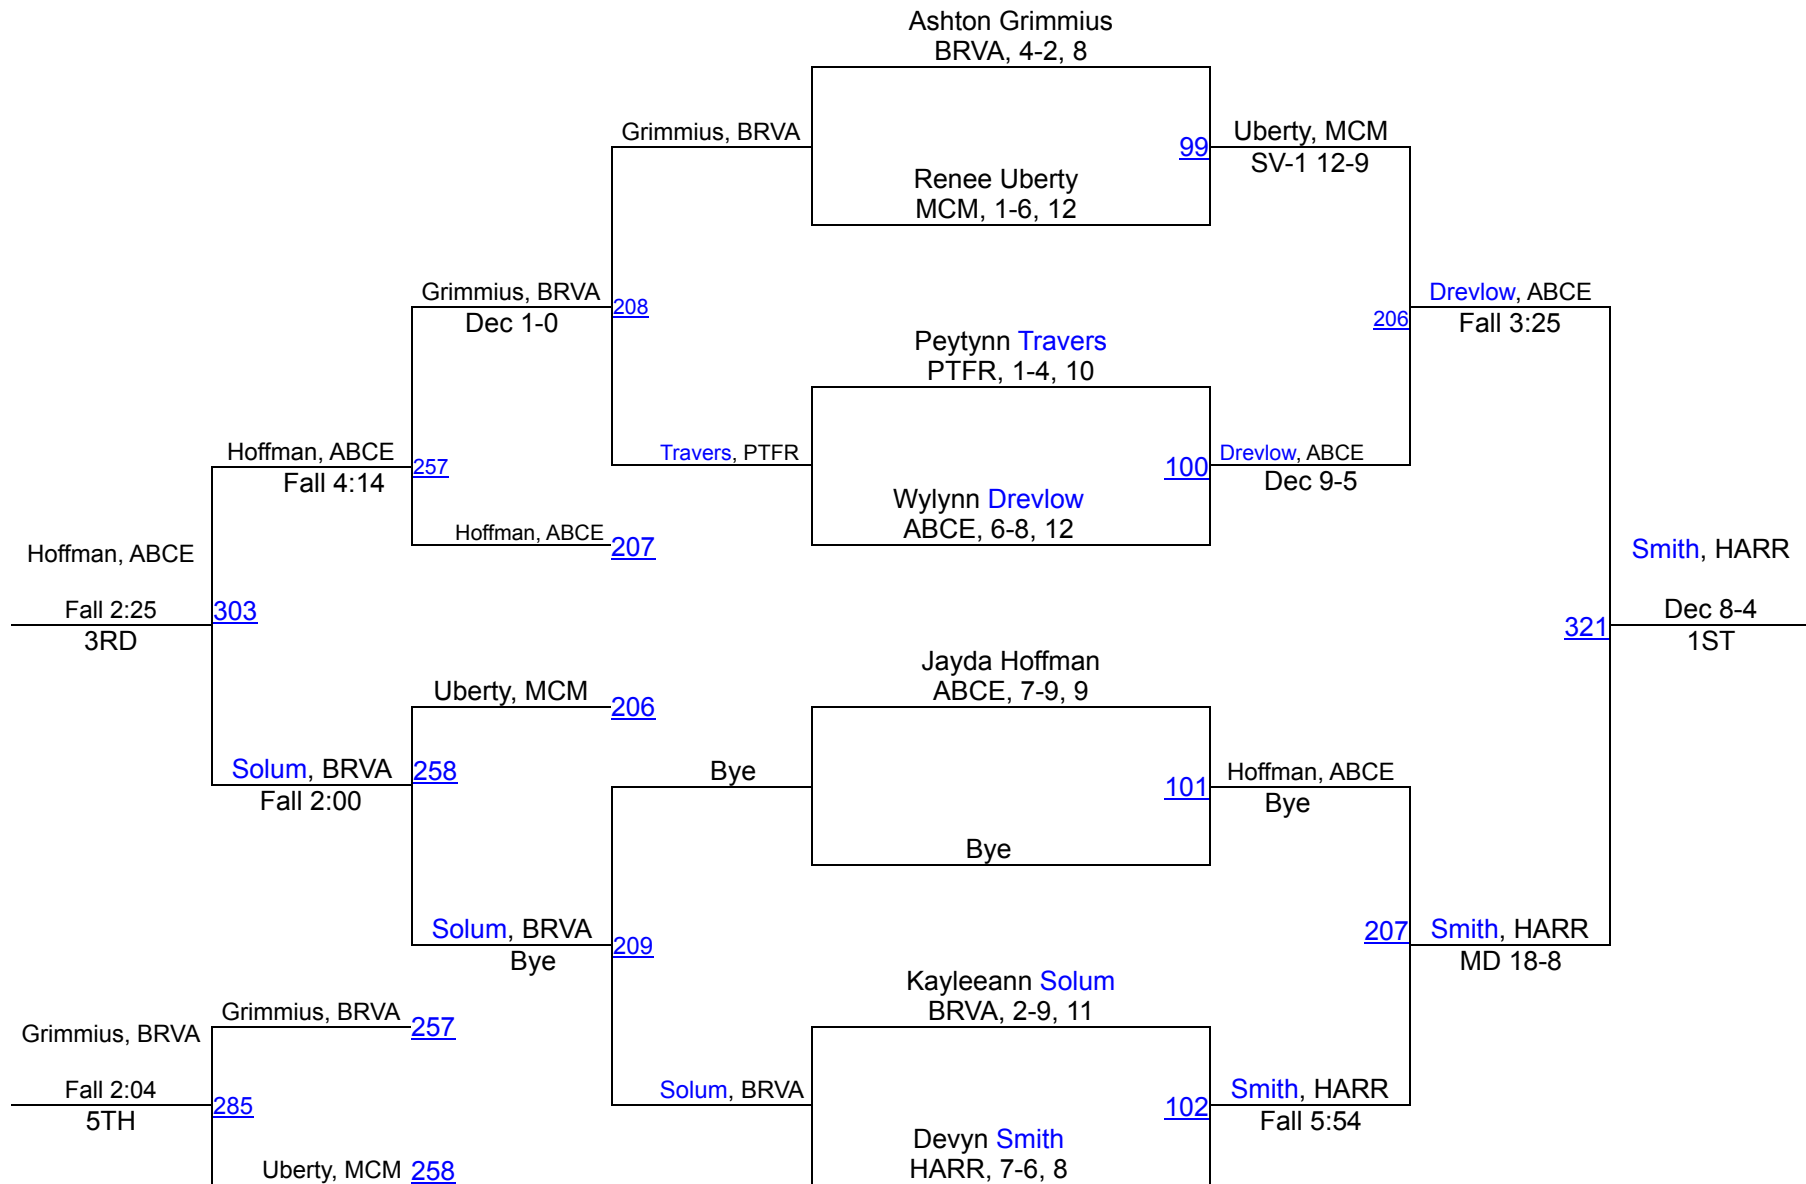 Ashton Grimmius
BRVA, 4-2, 8
Grimmius, BRVA
99
Uberty, MCM
SV-1 12-9
Renee Uberty
MCM, 1-6, 12
Grimmius, BRVA
Dec 1-0
208
206
Drevlow, ABCE
Fall 3:25
Peytynn Travers
PTFR, 1-4, 10
Hoffman, ABCE
Fall 4:14
257
Travers, PTFR
100
Drevlow, ABCE
Dec 9-5
Wylynn Drevlow
ABCE, 6-8, 12
Hoffman, ABCE
207
Hoffman, ABCE
Fall 2:25
3RD
303
Smith, HARR
Dec 8-4
1ST
321
Jayda Hoffman
ABCE, 7-9, 9
Uberty, MCM
206
Solum, BRVA
Fall 2:00
258
Bye
101
Hoffman, ABCE
Bye
Bye
Solum, BRVA
Bye
209
207
Smith, HARR
MD 18-8
Kayleeann Solum
BRVA, 2-9, 11
Grimmius, BRVA
257
Grimmius, BRVA
Fall 2:04
5TH
285
Solum, BRVA
102
Smith, HARR
Fall 5:54
Devyn Smith
HARR, 7-6, 8
Uberty, MCM
258